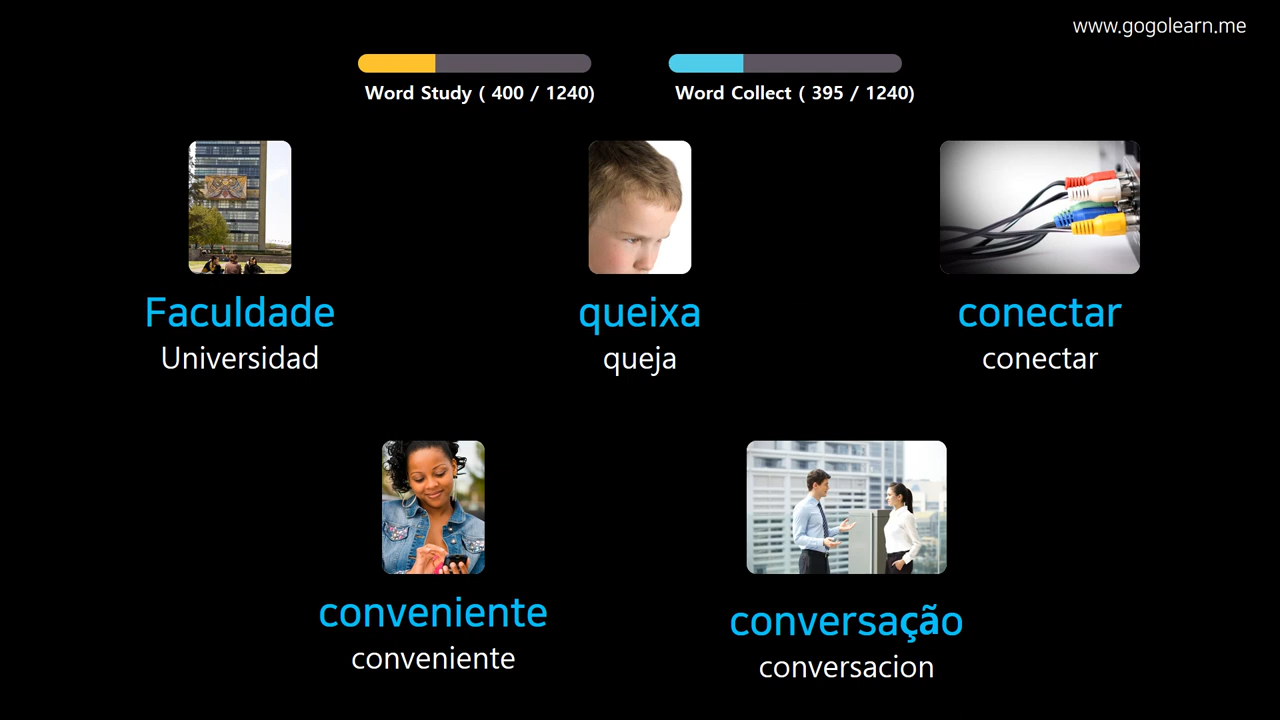 www.gogolearn.me
Word Study ( 400 / 1240)
Word Collect ( 395 / 1240)
Faculdade
Universidad
queixa
queja
conectar
conectar
conveniente
conveniente
conversação
conversacion